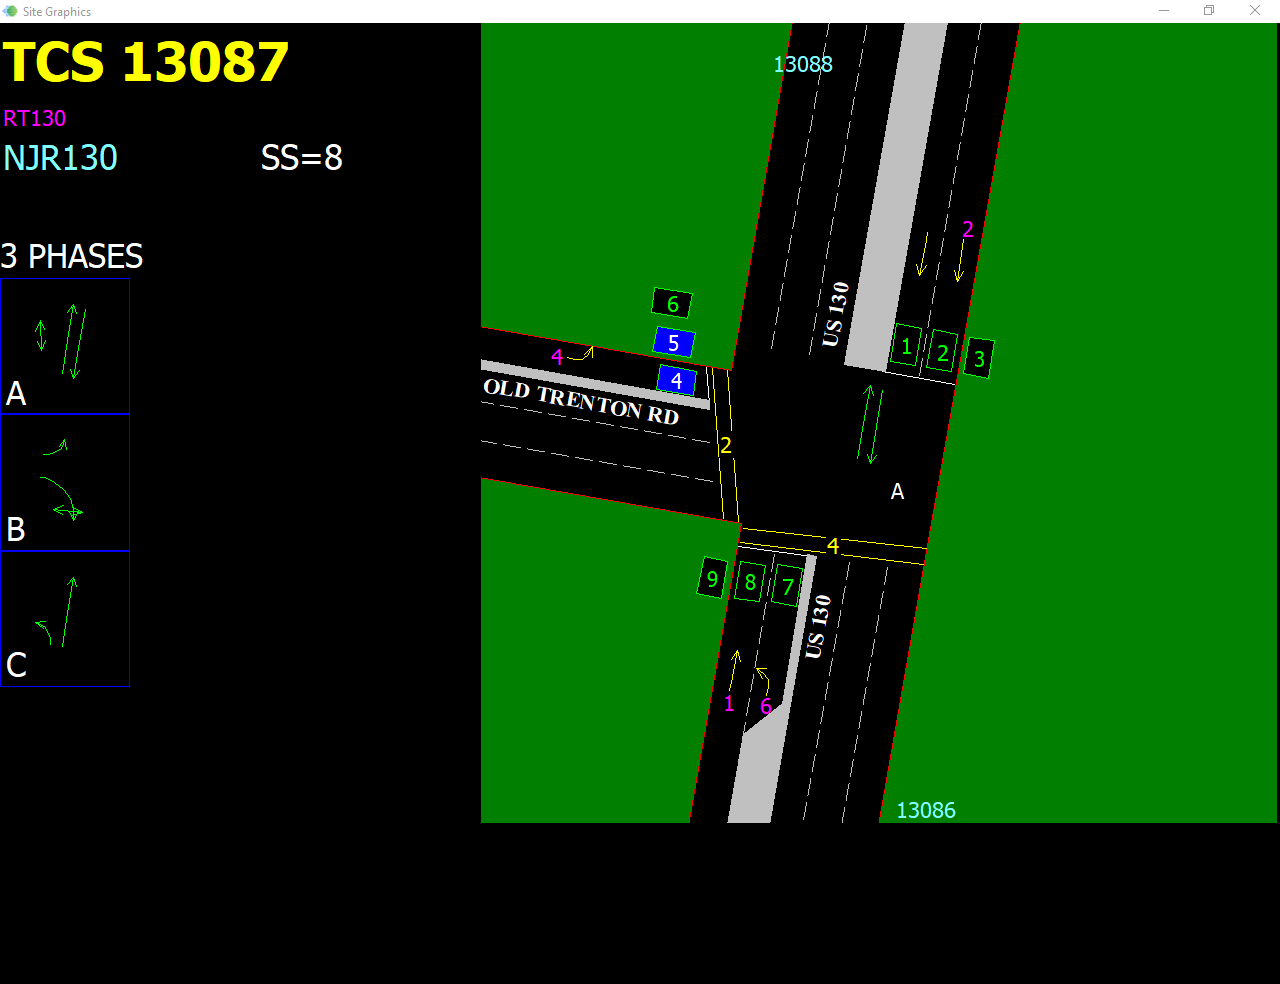 Site Graphics
TCS 13087
RT130
NJR130
SS=8
3 PHASES
A
B
C
13088
2
US 130
1
2
3
6
5
4
4
OLD TRENTON RD
2
A
4
9
8
7
US 130
1
6
13086